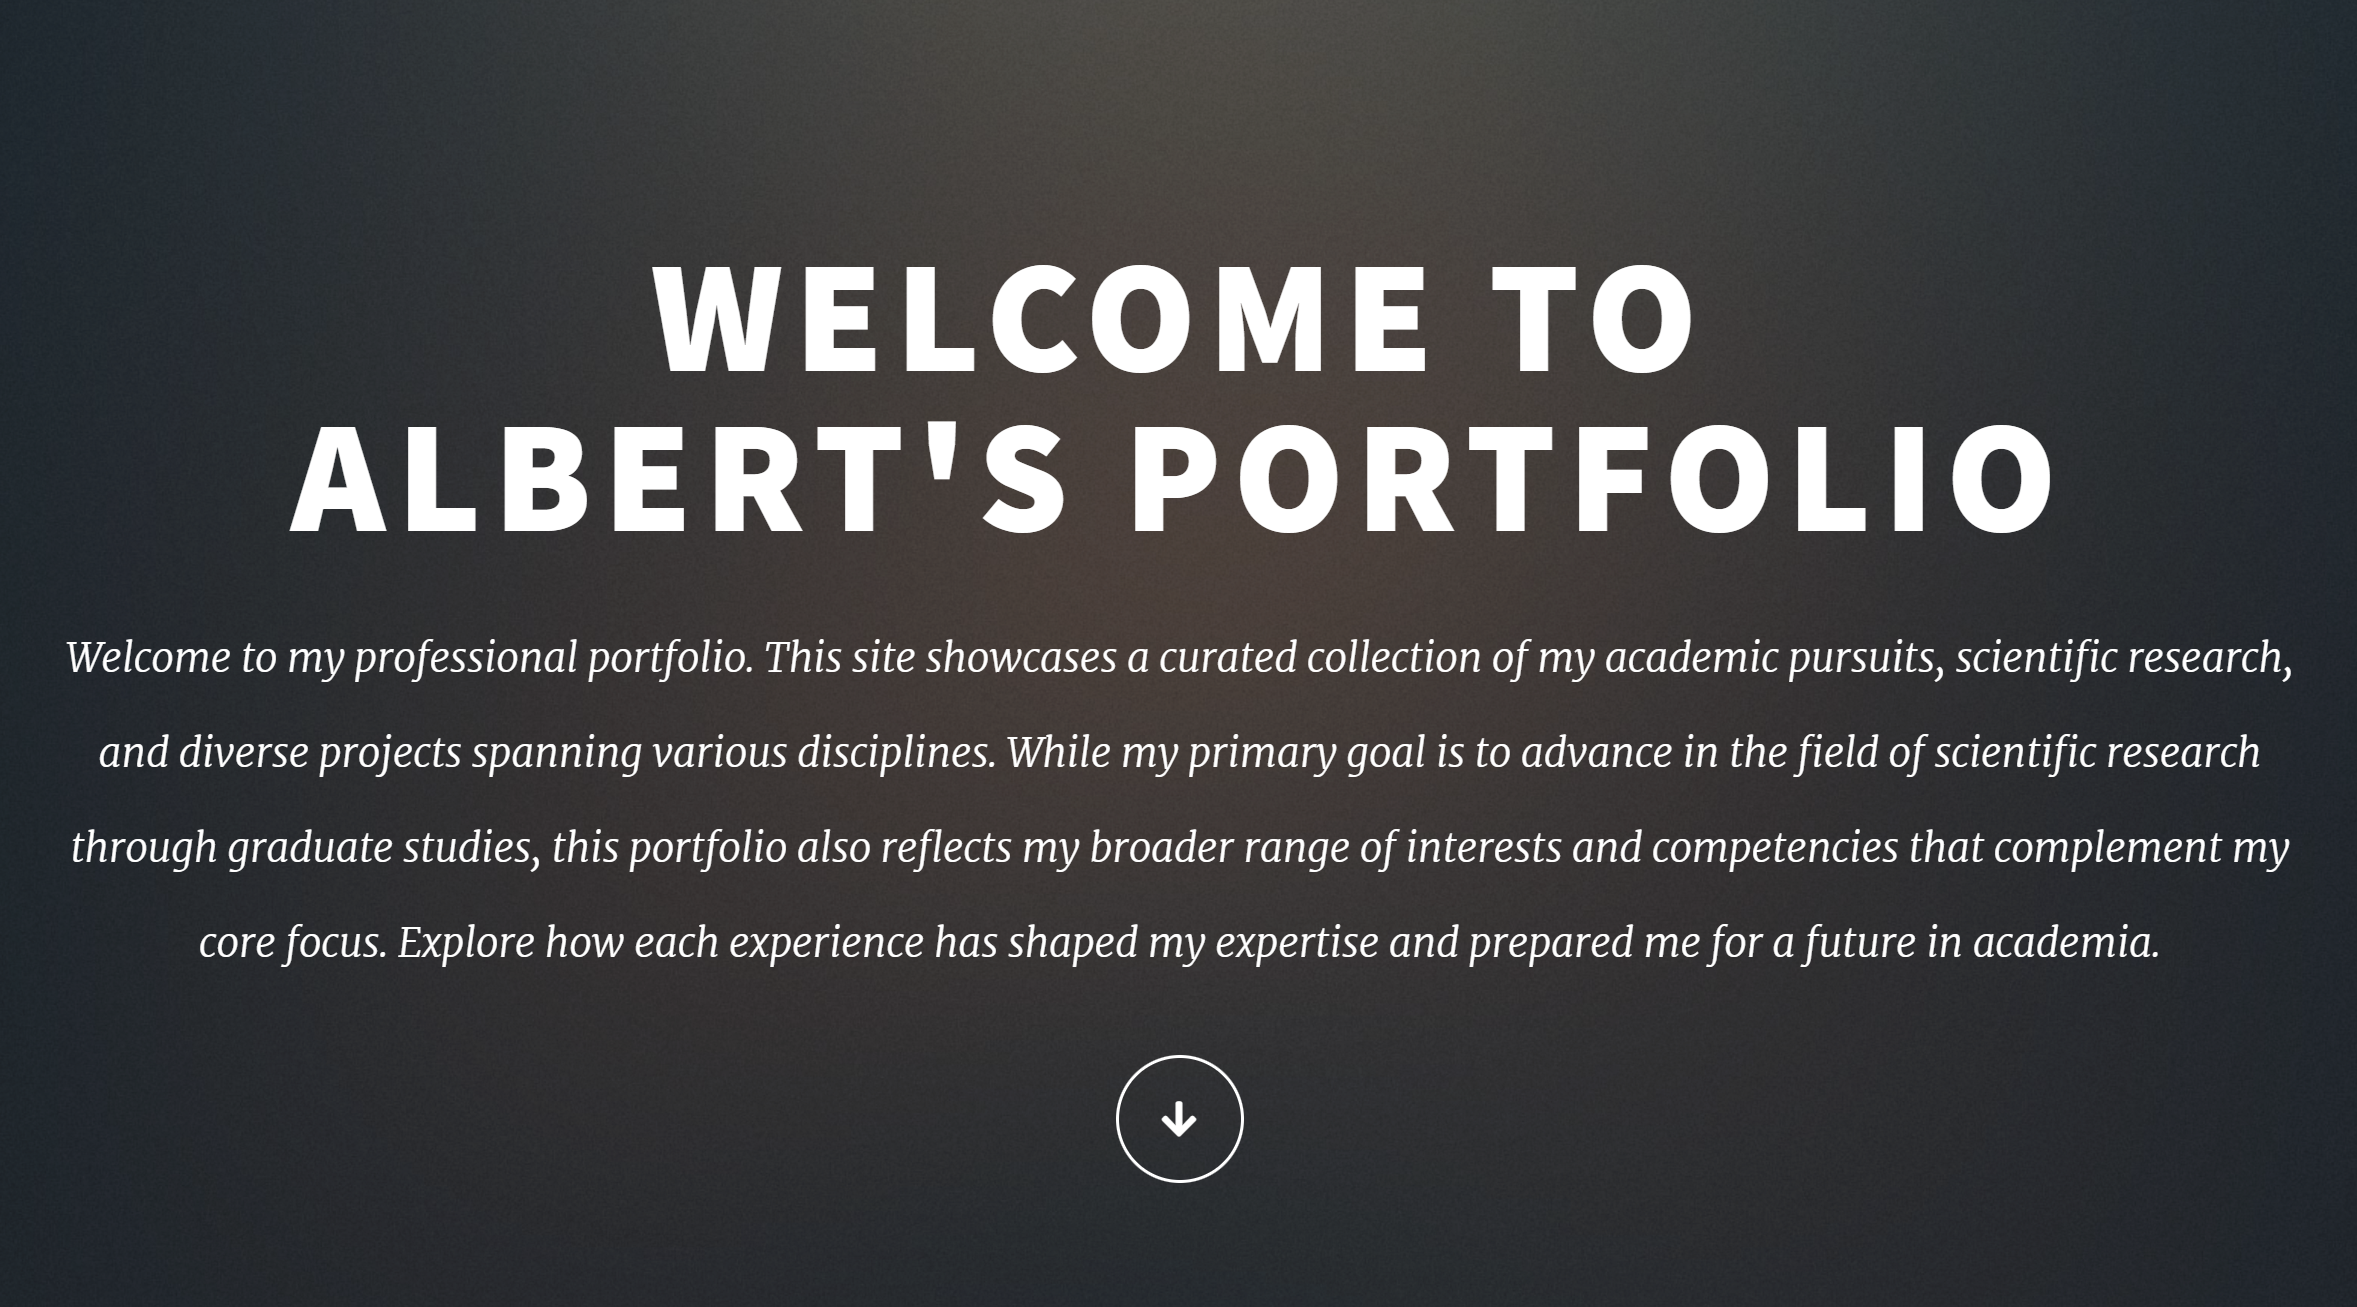 WELCOME TO
ALBERT'S PORTFOLIO
Welcome to my professional portfolio. This site showcases a curated collection of my academic pursuits, scientific research,
and diverse projects spanning various disciplines. While my primary goal is to advance in the field of scientific research
through graduate studies, this portfolio also reflects my broader range of interests and competencies that complement my
core focus. Explore how each experience has shaped my expertise and prepared me for a future in academia.